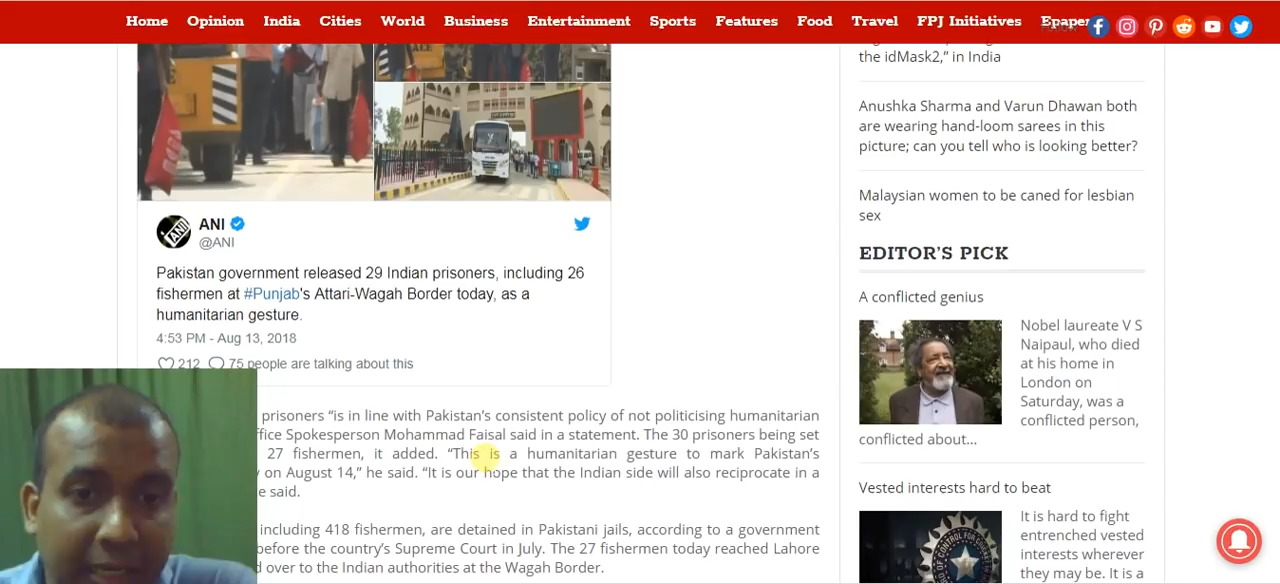 Home Opinion India Cities World Business Entertainment Sports Features Food Travel FPJ Initiatives Epaper
ANI
@ANI
Pakistan government released 29 Indian prisoners, including 26
fishermen at #Punjab's Attari-Wagah Border today, as a
humanitarian gesture.
4:53 PM - Aug 13, 2018
212 75 people are talking about this
prisoners “is in line with Pakistan’s consistent policy of not politicising humanitarian
ffice Spokesperson Mohammad Faisal said in a statement. The 30 prisoners being set
27 fishermen, it added. “This is a humanitarian gesture to mark Pakistan’s
on August 14,” he said. “It is our hope that the Indian side will also reciprocate in a
e said.
including 418 fishermen, are detained in Pakistani jails, according to a government
before the country’s Supreme Court in July. The 27 fishermen today reached Lahore
d over to the Indian authorities at the Wagah Border.
the idMask2,” in India
Anushka Sharma and Varun Dhawan both
are wearing hand-loom sarees in this
picture; can you tell who is looking better?
Malaysian women to be caned for lesbian
sex
EDITOR’S PICK
A conflicted genius
Nobel laureate V S
Naipaul, who died
at his home in
London on
Saturday, was a
conflicted person,
conflicted about...
Vested interests hard to beat
It is hard to fight
entrenched vested
interests wherever
they may be. It is a